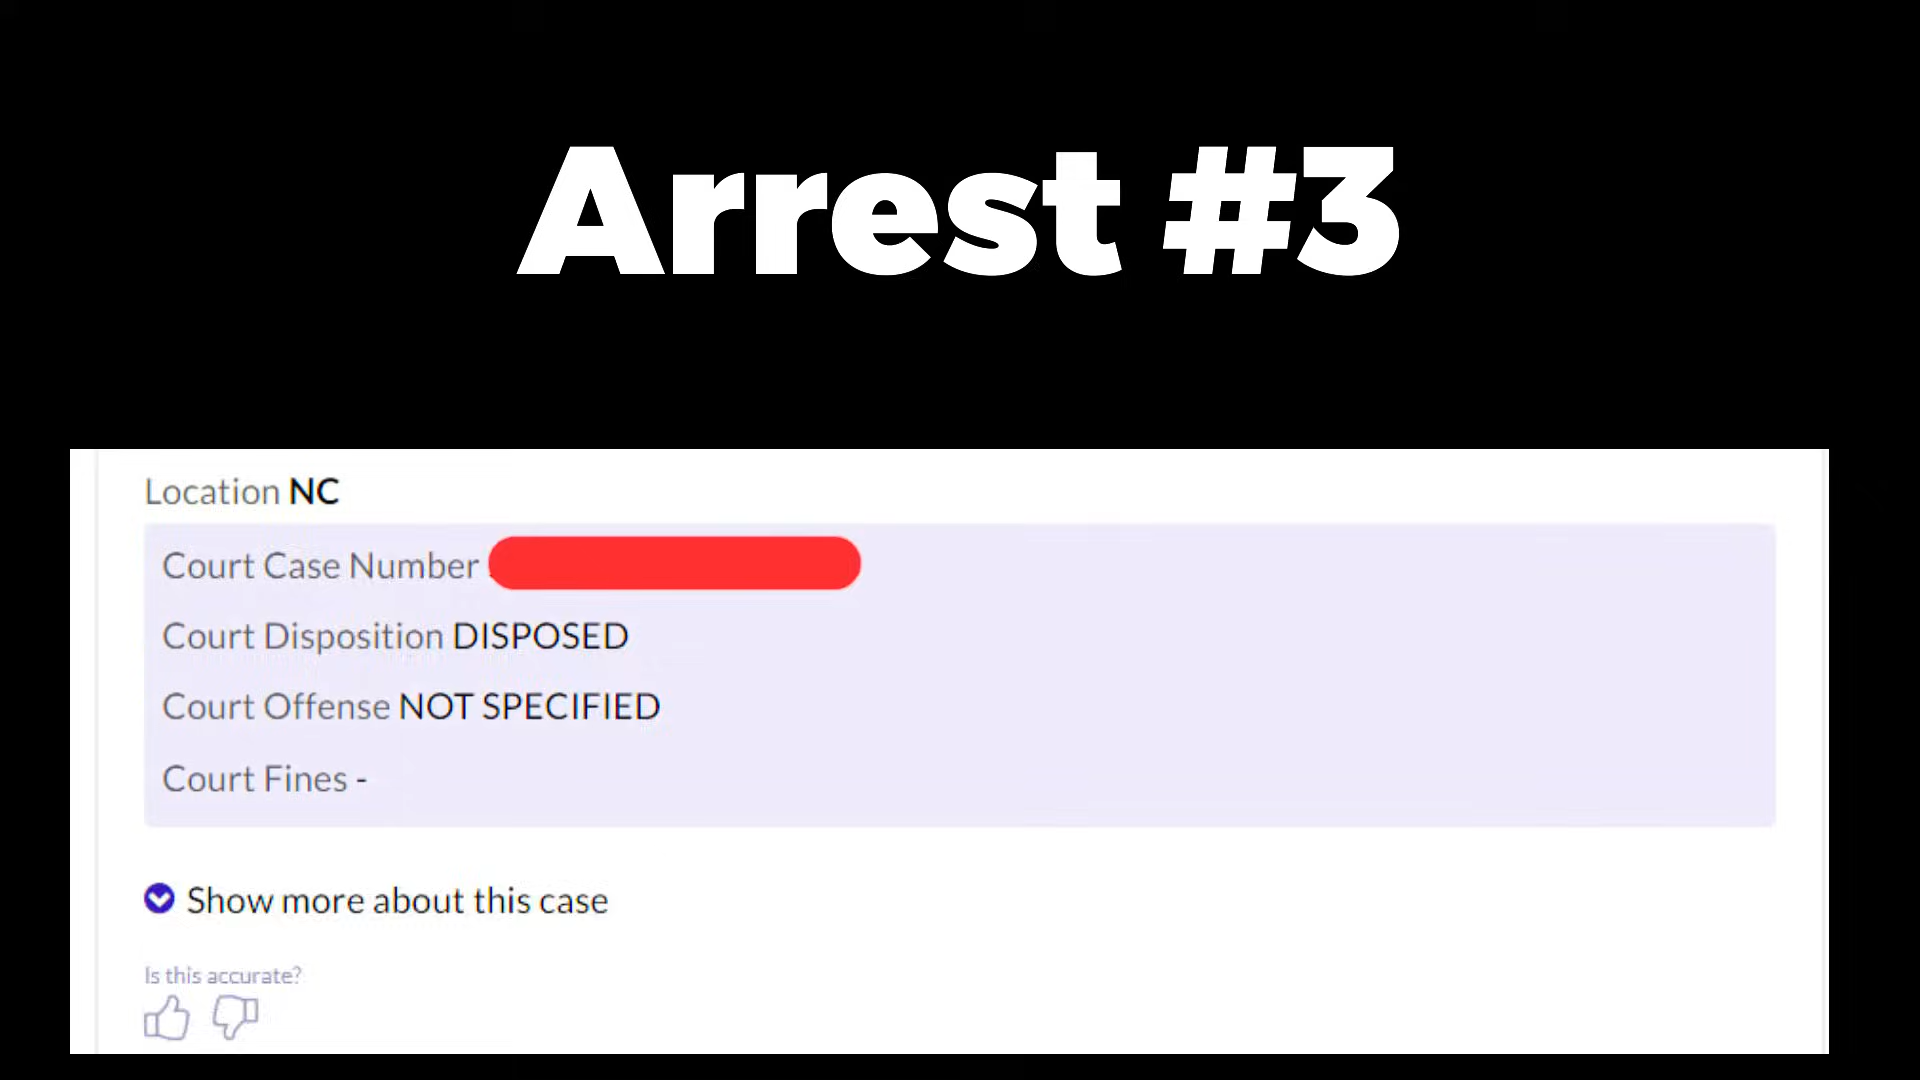 Arrest #3
Location NC
Court Case Number
Court Disposition DISPOSED
Court Offense NOT SPECIFIED
Court Fines -
Show more about this case
Is this accurate?